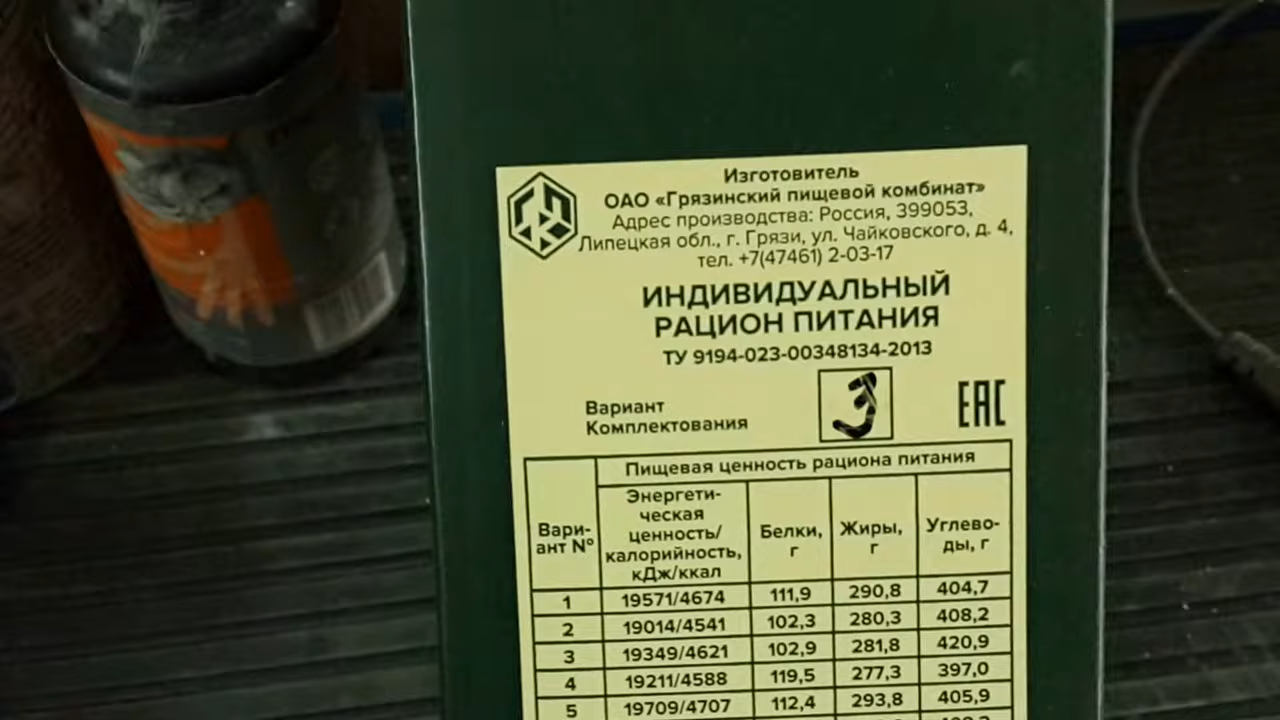 Изготовитель
ОАО «Грязинский пищевой комбинат»
Адрес производства: Россия, 399053,
Липецкая обл., г. Грязи, ул. Чайковского, д. 4,
тел. +7(47461) 2-03-17
ИНДИВИДУАЛЬНЫЙ
РАЦИОН ПИТАНИЯ
ТУ 9194-023-00348134-2013
Вариант
Комплектования
3
ЕАС
Пищевая ценность рациона питания
Вари-
ант №
Энергети-
ческая
ценность/
калорийность,
кДж/ккал
Белки,
г
Жиры,
г
Углево-
ды, г
1 19571/4674 111,9 290,8 404,7
2 19014/4541 102,3 280,3 408,2
3 19349/4621 102,9 281,8 420,9
4 19211/4588 119,5 277,3 397,0
5 19709/4707 112,4 293,8 405,9